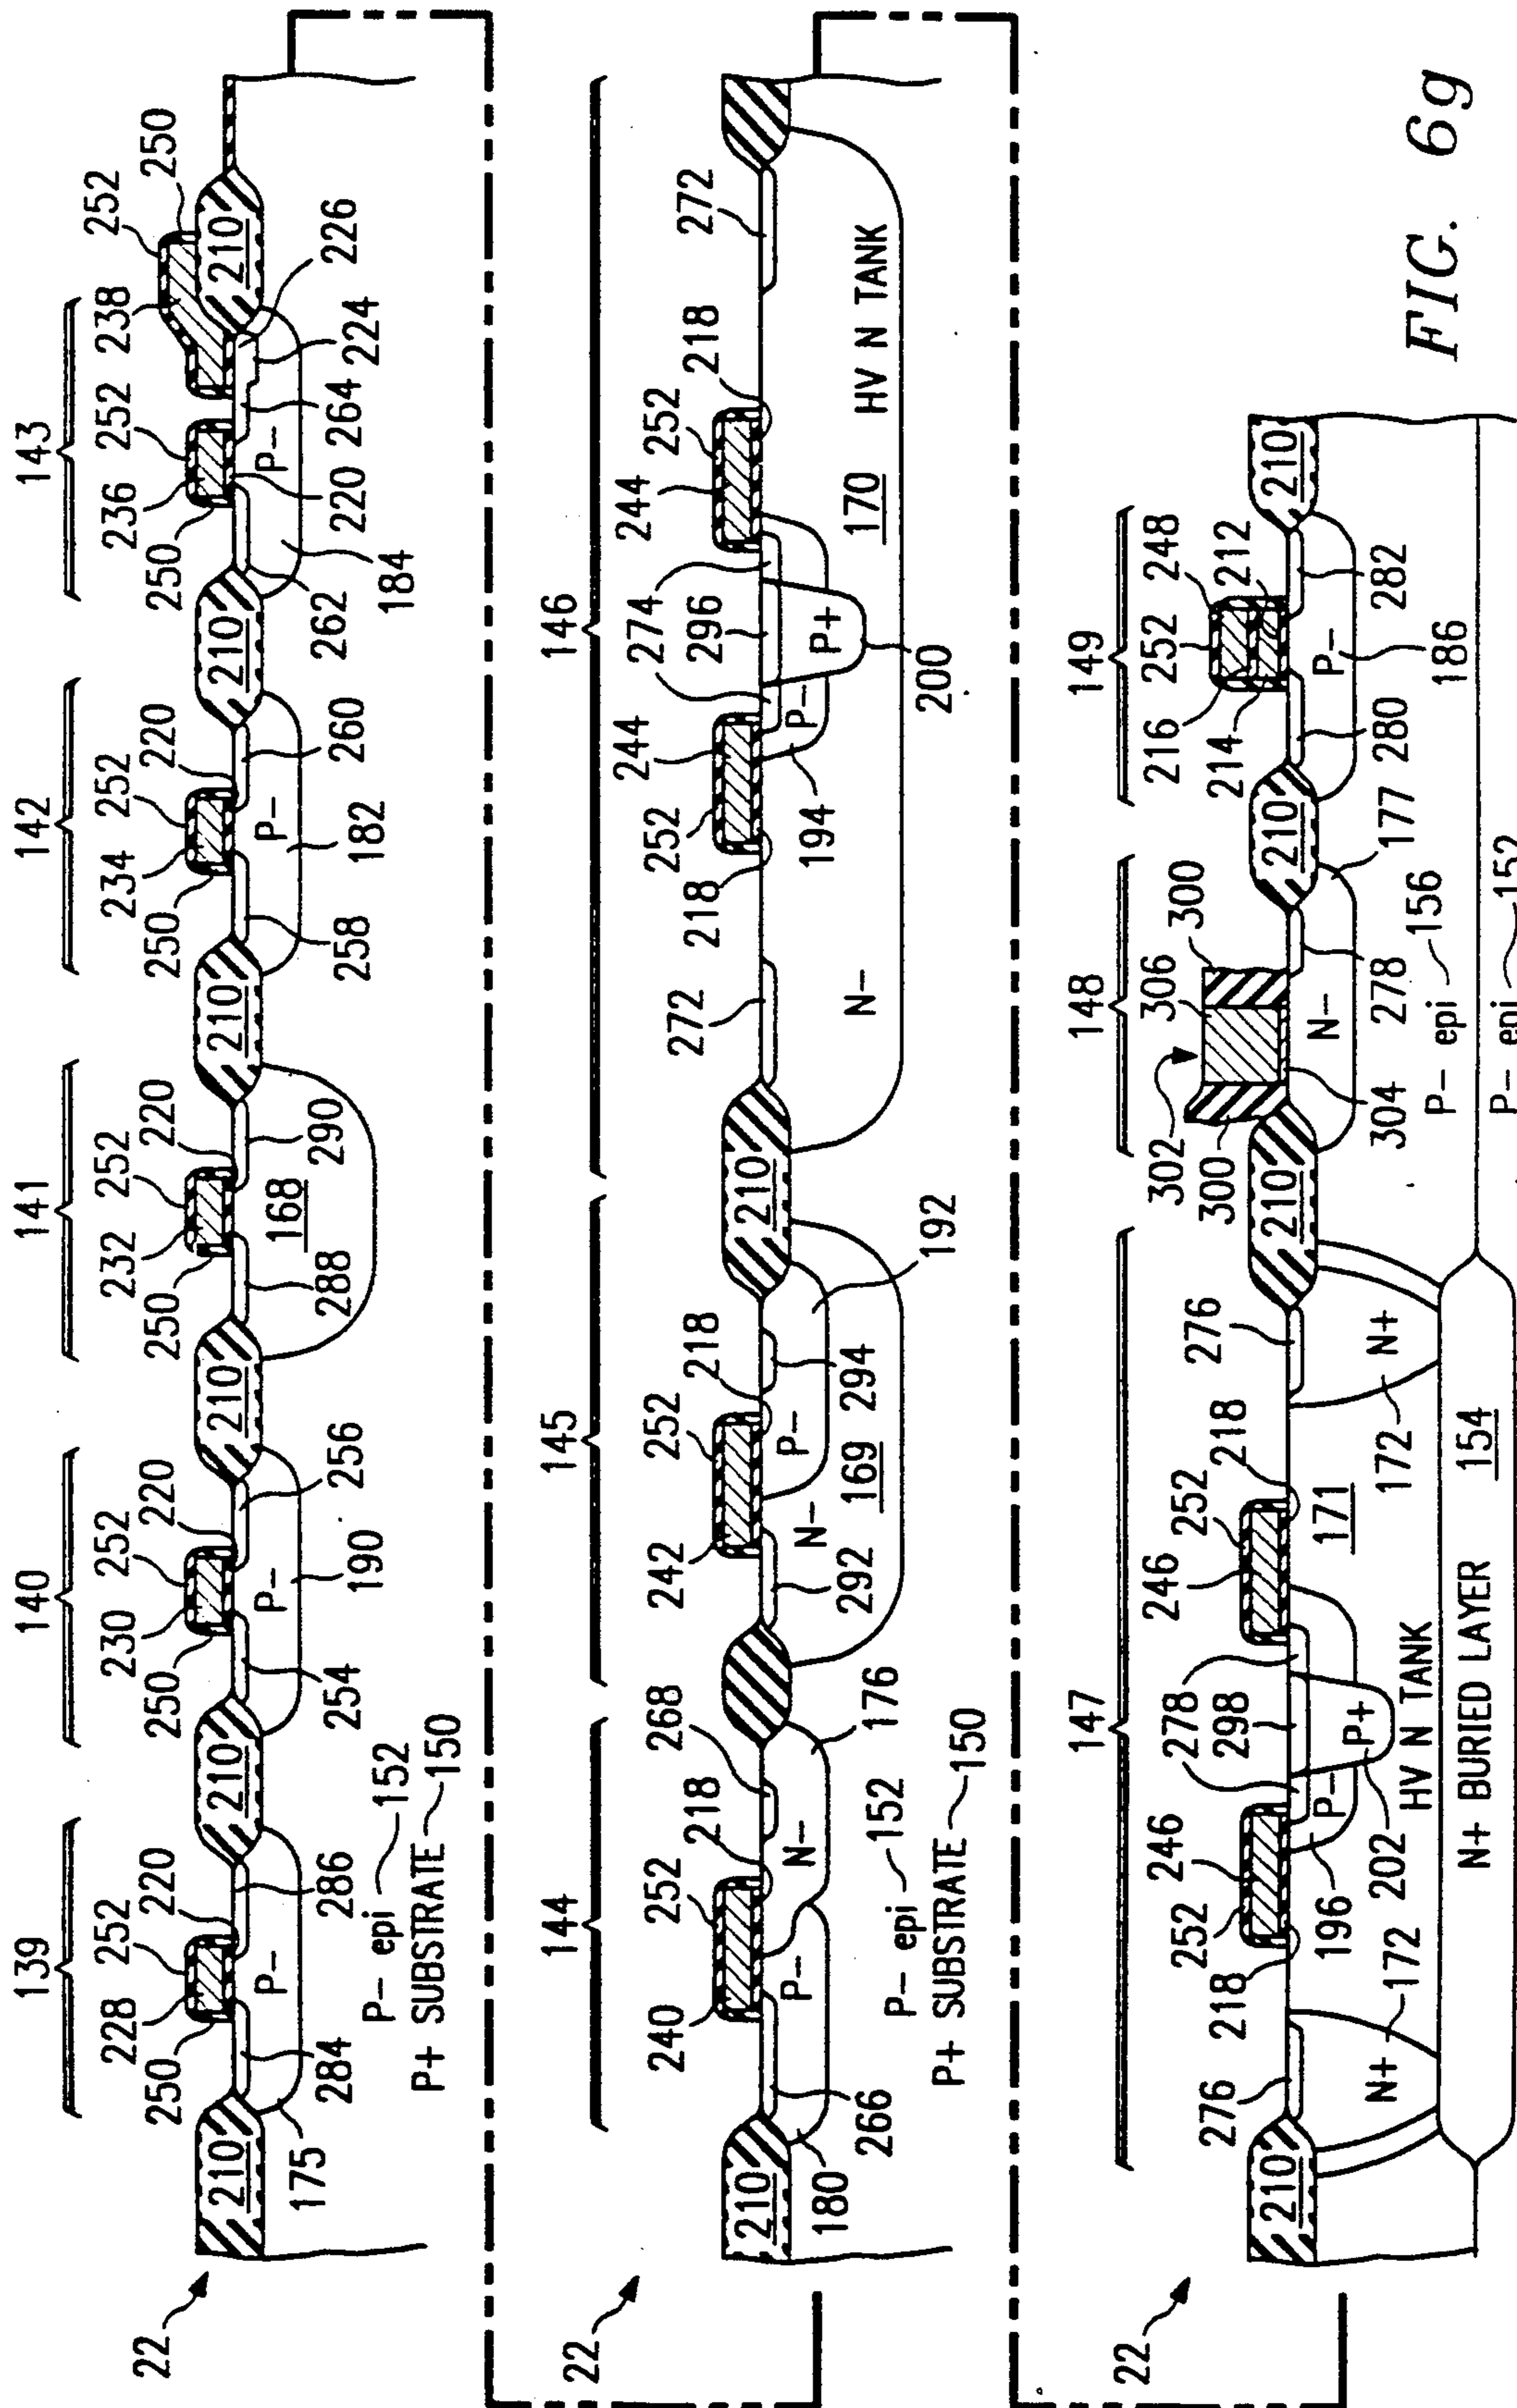 139 140 141 142 143
228 252 230 252 232 252 234 252 236 252 238 252
250 250 250 250 250 250
210 210 210 210 210 210
220 220 220 220
P– P– 168 P– P– 226
175 284 286 254 256 190 288 290 258 182 260 262 184 220 264 224
22
P– epi 152
P+ SUBSTRATE 150
144 145 146
240 252 218 268 242 252 218 252 244 274 244 252 218
296
272 218 272
210 210
P– N– N– P– P– P+
180 266 176 292 169 294 192 N– 194 200 170 HV N TANK
22
P– epi 152
P+ SUBSTRATE 150
147 148 149
276 252 246 278 246 252 218 276 302 306 300 216 252 248
298 300 214 212
210 210 210 210
218 196 P– P+ 171 N– P–
N+ 172 202 HV N TANK 172 N+ 304 278 177 280 186 282
22
N+ BURIED LAYER 154
P– epi 156
P– epi 152
FIG. 6g